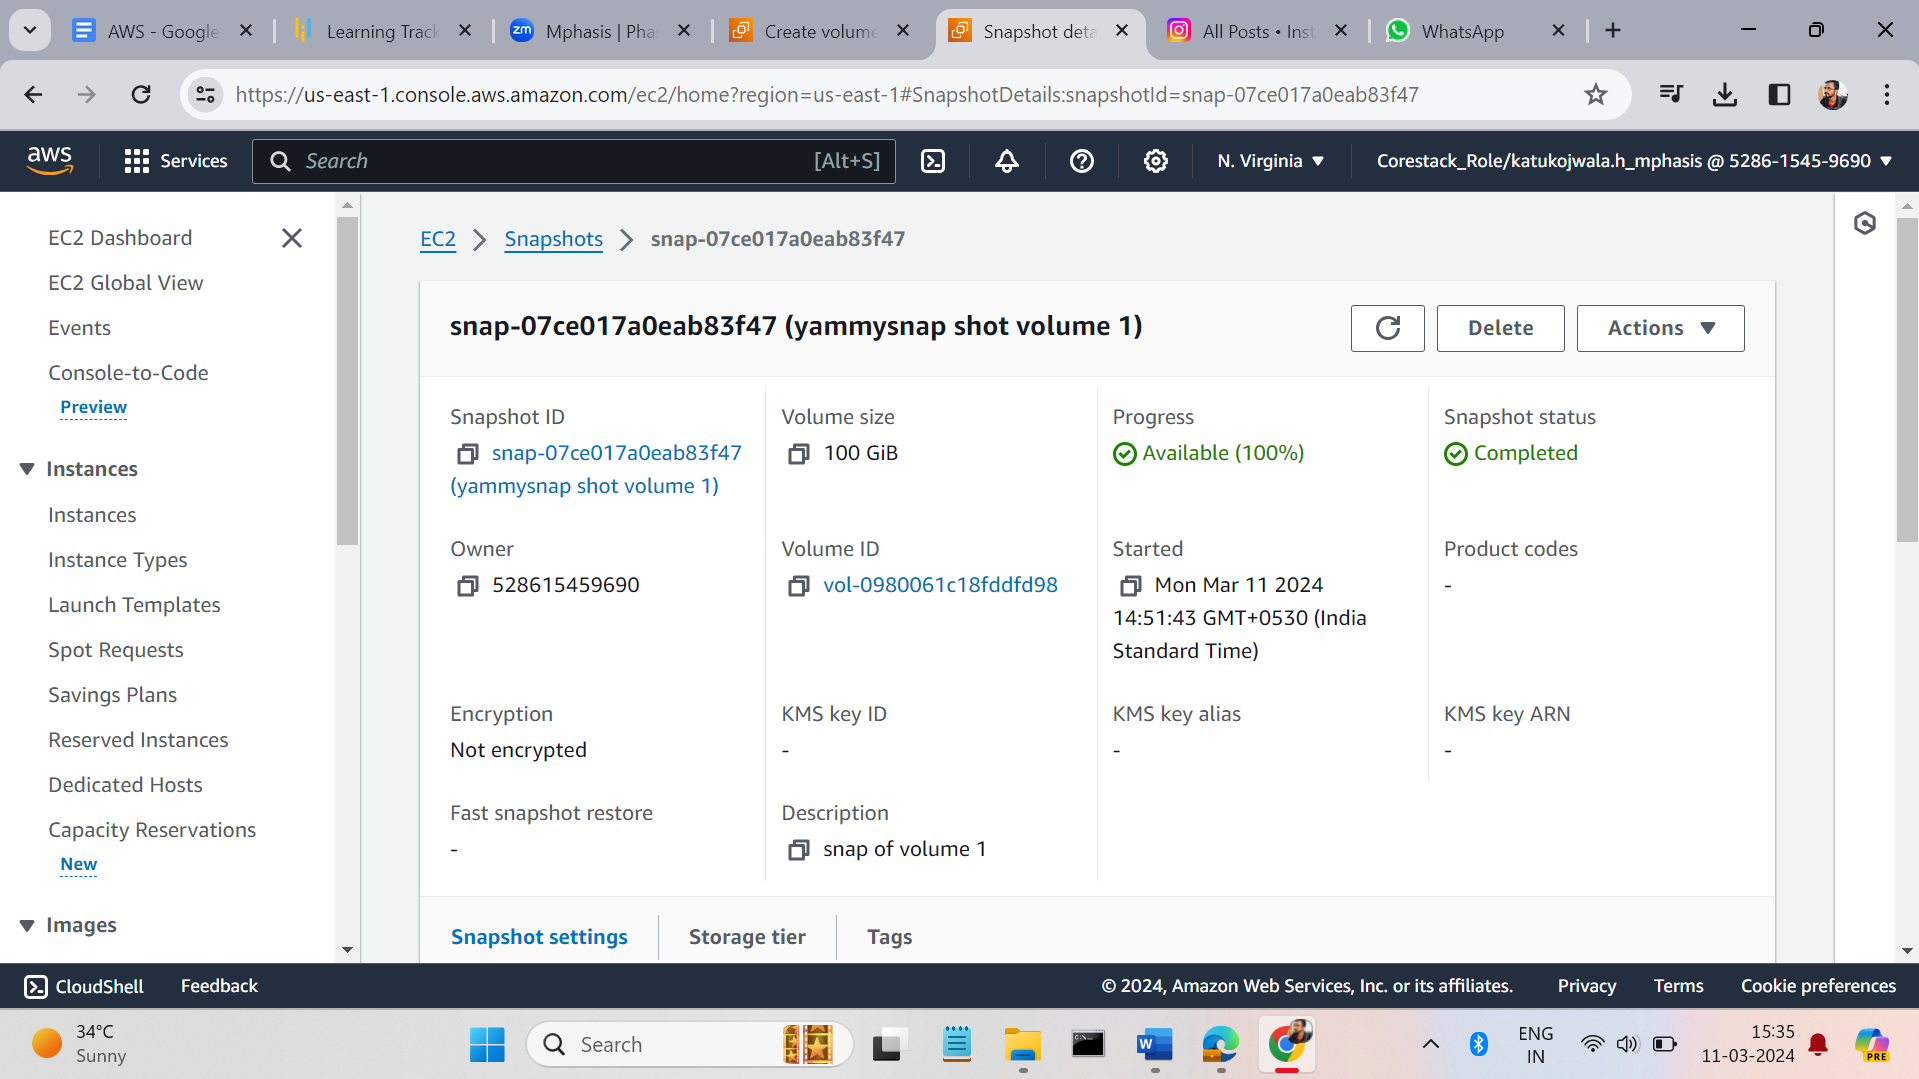 AWS - Google
Learning Track
Mphasis | Pha
Create volume
Snapshot deta
All Posts • Inst
WhatsApp
https://us-east-1.console.aws.amazon.com/ec2/home?region=us-east-1#SnapshotDetails:snapshotId=snap-07ce017a0eab83f47
aws
Services
Search
[Alt+S]
N. Virginia
Corestack_Role/katukojwala.h_mphasis @ 5286-1545-9690
EC2 Dashboard
EC2 Global View
Events
Console-to-Code
Preview
Instances
Instances
Instance Types
Launch Templates
Spot Requests
Savings Plans
Reserved Instances
Dedicated Hosts
Capacity Reservations
New
Images
EC2
Snapshots
snap-07ce017a0eab83f47
snap-07ce017a0eab83f47 (yammysnap shot volume 1)
Delete
Actions
Snapshot ID
snap-07ce017a0eab83f47
(yammysnap shot volume 1)
Volume size
100 GiB
Progress
Available (100%)
Snapshot status
Completed
Owner
528615459690
Volume ID
vol-0980061c18fddfd98
Started
Mon Mar 11 2024
14:51:43 GMT+0530 (India
Standard Time)
Product codes
-
Encryption
Not encrypted
KMS key ID
-
KMS key alias
-
KMS key ARN
-
Fast snapshot restore
-
Description
snap of volume 1
Snapshot settings
Storage tier
Tags
CloudShell
Feedback
© 2024, Amazon Web Services, Inc. or its affiliates.
Privacy
Terms
Cookie preferences
34°C
Sunny
Search
ENG
IN
15:35
11-03-2024
PRE